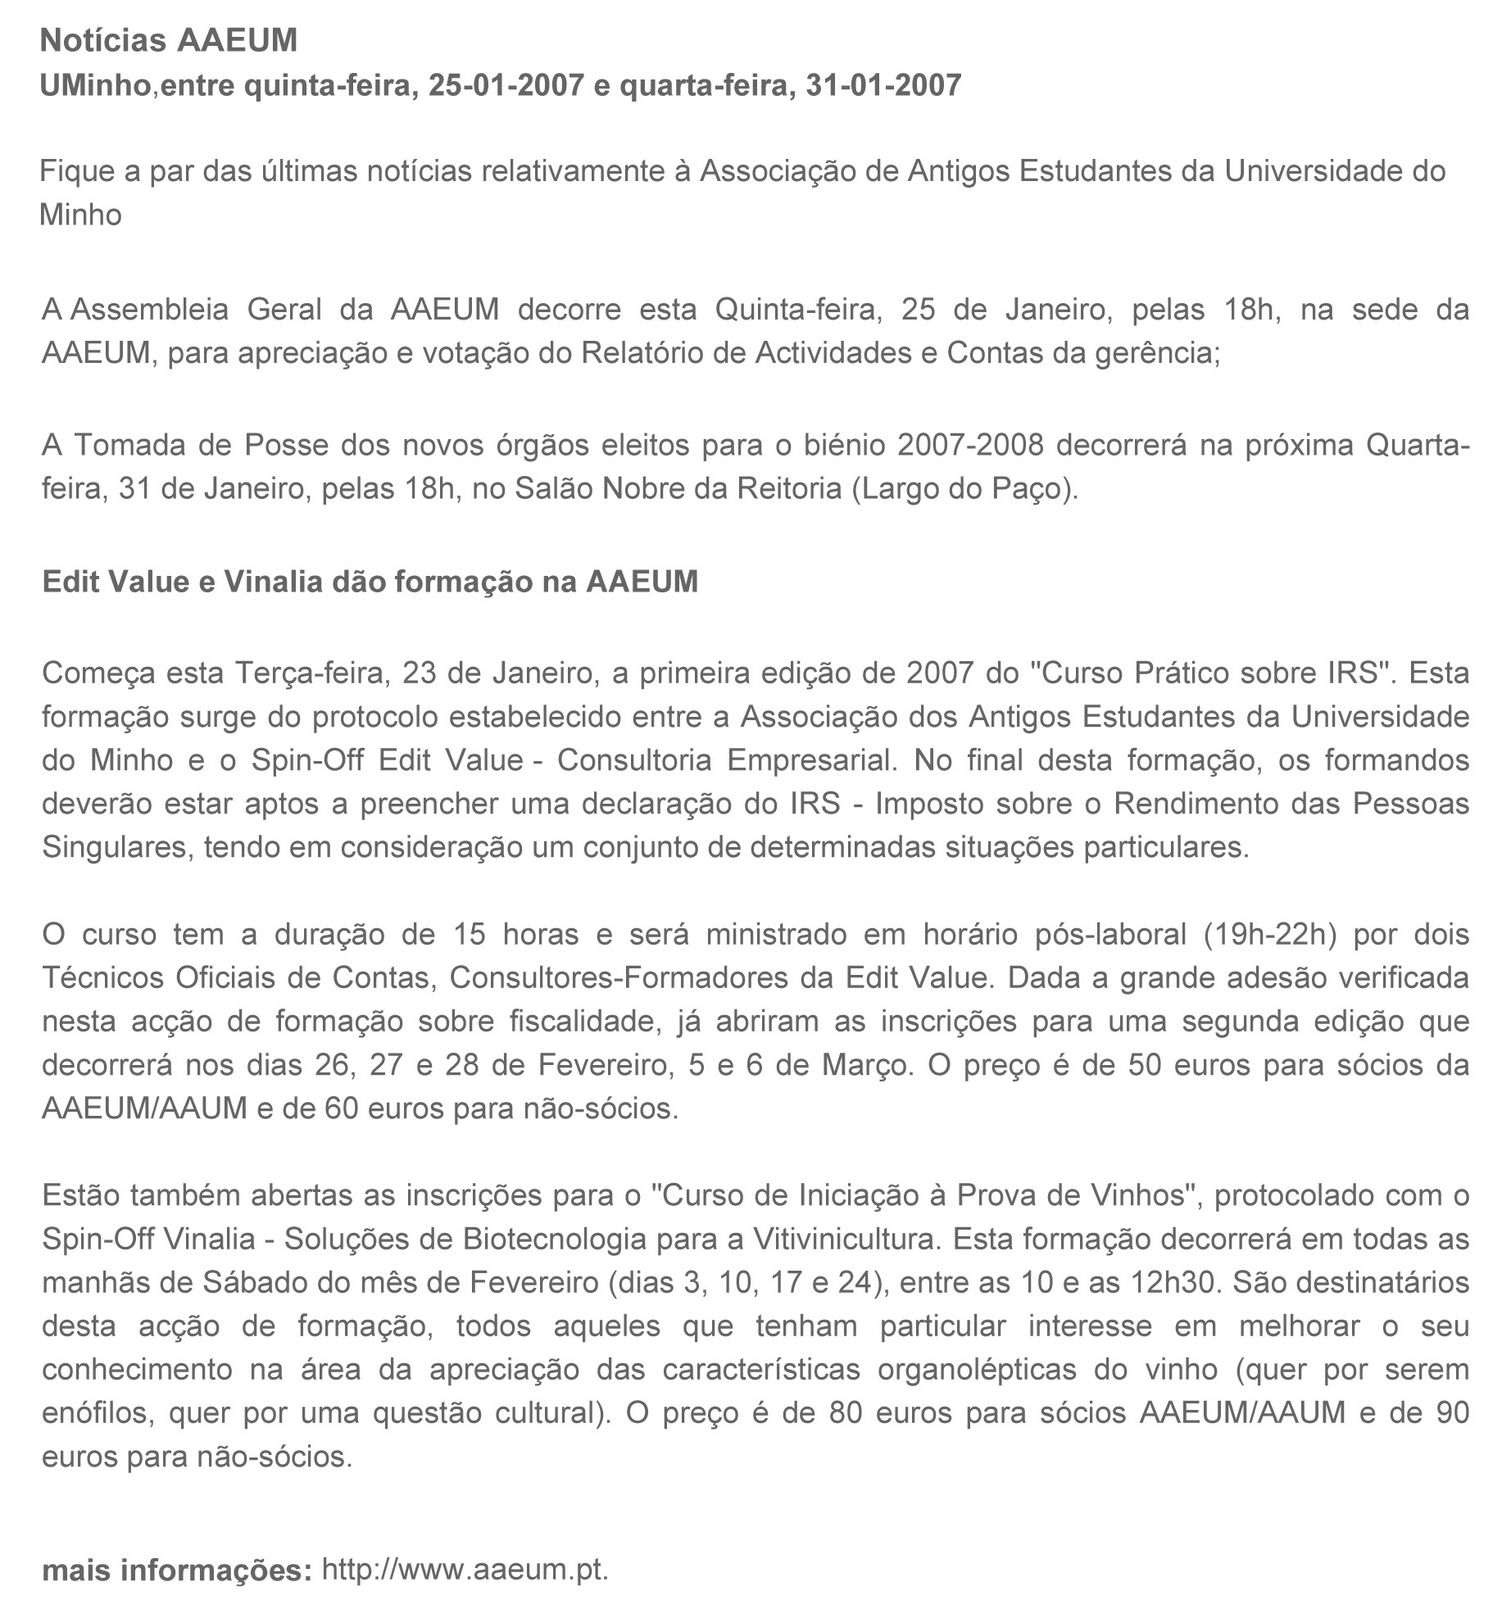 Notícias AAEUM
UMinho,entre quinta-feira, 25-01-2007 e quarta-feira, 31-01-2007
Fique a par das últimas notícias relativamente à Associação de Antigos Estudantes da Universidade do
Minho
A Assembleia Geral da AAEUM decorre esta Quinta-feira, 25 de Janeiro, pelas 18h, na sede da
AAEUM, para apreciação e votação do Relatório de Actividades e Contas da gerência;
A Tomada de Posse dos novos órgãos eleitos para o biénio 2007-2008 decorrerá na próxima Quarta-
feira, 31 de Janeiro, pelas 18h, no Salão Nobre da Reitoria (Largo do Paço).
Edit Value e Vinalia dão formação na AAEUM
Começa esta Terça-feira, 23 de Janeiro, a primeira edição de 2007 do "Curso Prático sobre IRS". Esta
formação surge do protocolo estabelecido entre a Associação dos Antigos Estudantes da Universidade
do Minho e o Spin-Off Edit Value - Consultoria Empresarial. No final desta formação, os formandos
deverão estar aptos a preencher uma declaração do IRS - Imposto sobre o Rendimento das Pessoas
Singulares, tendo em consideração um conjunto de determinadas situações particulares.
O curso tem a duração de 15 horas e será ministrado em horário pós-laboral (19h-22h) por dois
Técnicos Oficiais de Contas, Consultores-Formadores da Edit Value. Dada a grande adesão verificada
nesta acção de formação sobre fiscalidade, já abriram as inscrições para uma segunda edição que
decorrerá nos dias 26, 27 e 28 de Fevereiro, 5 e 6 de Março. O preço é de 50 euros para sócios da
AAEUM/AAUM e de 60 euros para não-sócios.
Estão também abertas as inscrições para o "Curso de Iniciação à Prova de Vinhos", protocolado com o
Spin-Off Vinalia - Soluções de Biotecnologia para a Vitivinicultura. Esta formação decorrerá em todas as
manhãs de Sábado do mês de Fevereiro (dias 3, 10, 17 e 24), entre as 10 e as 12h30. São destinatários
desta acção de formação, todos aqueles que tenham particular interesse em melhorar o seu
conhecimento na área da apreciação das características organolépticas do vinho (quer por serem
enófilos, quer por uma questão cultural). O preço é de 80 euros para sócios AAEUM/AAUM e de 90
euros para não-sócios.
mais informações: http://www.aaeum.pt.